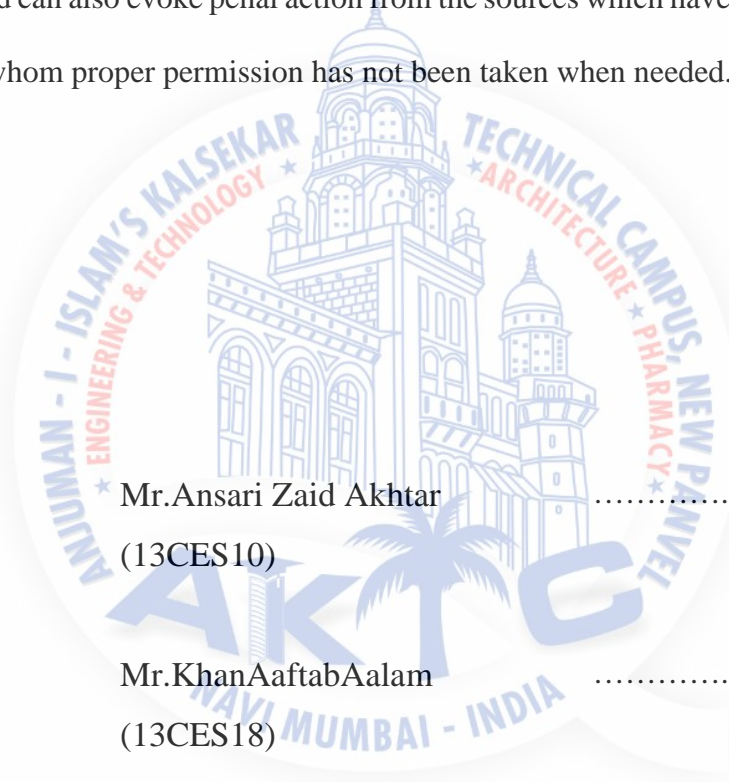 d can also evoke penal action from the sources which have
whom proper permission has not been taken when needed.
ANJUMAN - I - ISLAM'S KALSEKAR TECHNICAL CAMPUS, NEW PANVEL
ENGINEERING & TECHNOLOGY * * ARCHITECTURE * PHARMACY * *
Mr.Ansari Zaid Akhtar …………..
(13CES10)
AKTC
Mr.KhanAaftabAalam …………..
(13CES18)
NAVI MUMBAI - INDIA